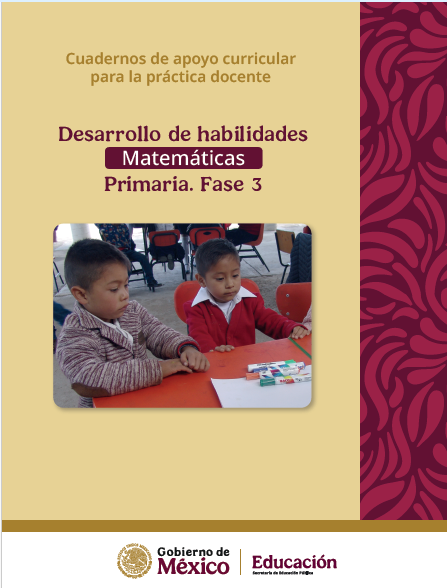 Cuadernos de apoyo curricular
para la práctica docente
Desarrollo de habilidades
Matemáticas
Primaria. Fase 3
Gobierno de
México
Educación
Secretaría de Educación Pública